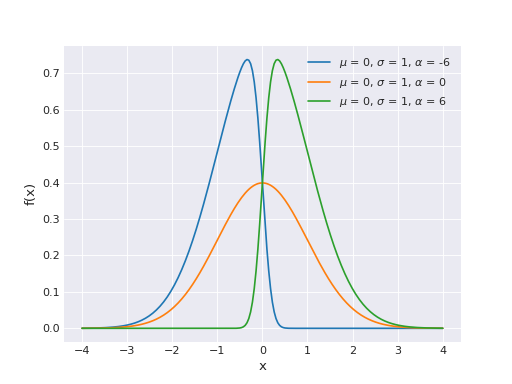 μ = 0, σ = 1, α = -6
μ = 0, σ = 1, α = 0
μ = 0, σ = 1, α = 6
0.7
0.6
0.5
0.4
0.3
0.2
0.1
0.0
f(x)
−4 −3 −2 −1 0 1 2 3 4
x